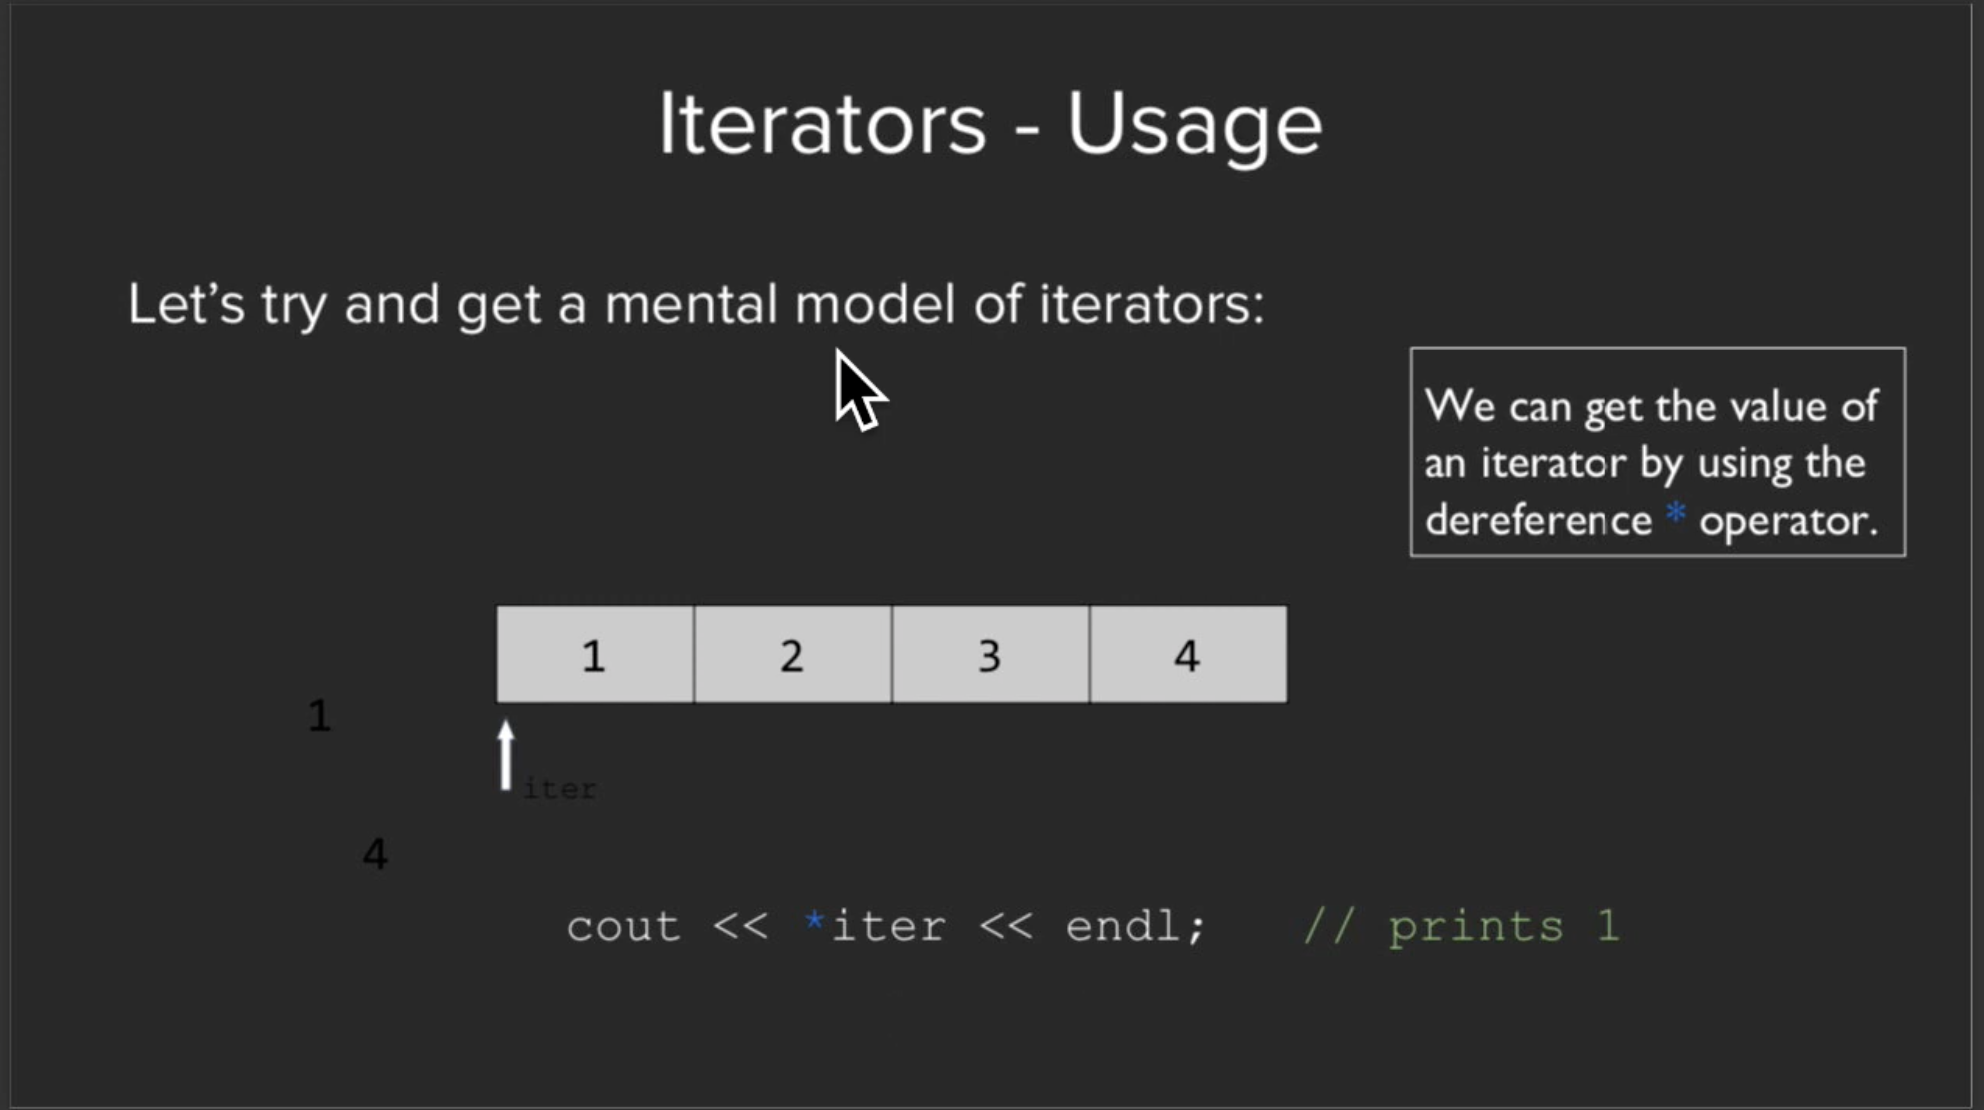 Iterators - Usage
Let's try and get a mental model of iterators:
We can get the value of
an iterator by using the
dereference * operator.
1 2 3 4
1
iter
4
cout << *iter << endl; // prints 1